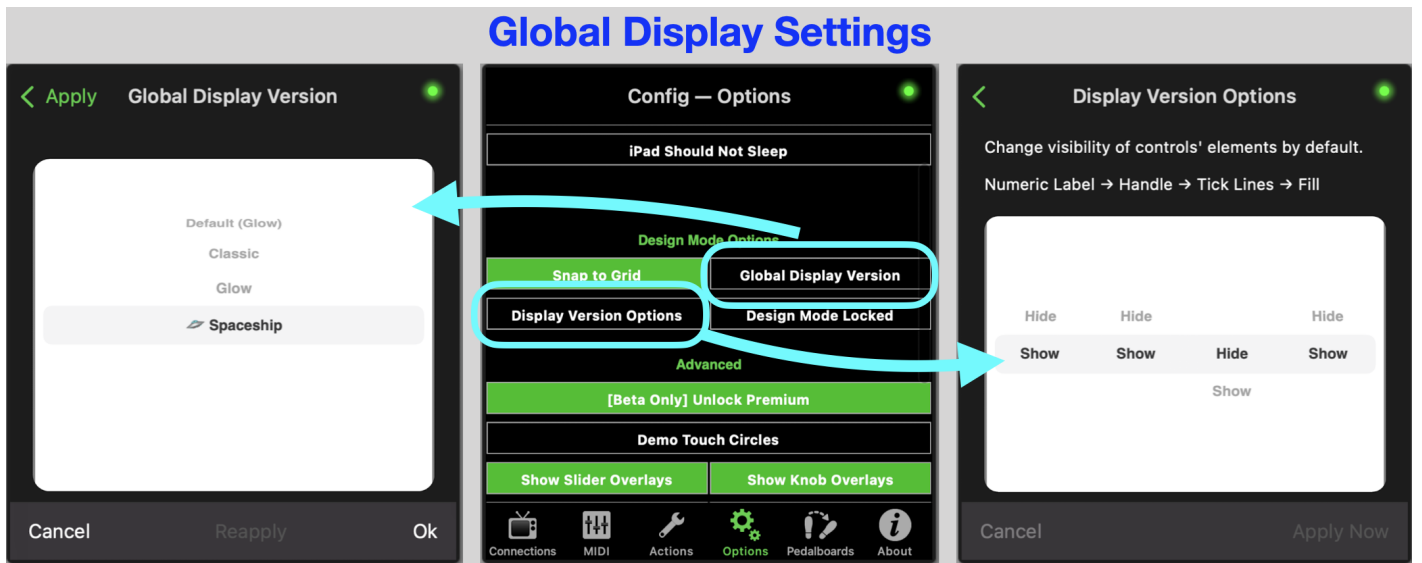 Global Display Settings
Apply
Global Display Version
Default (Glow)
Classic
Glow
Spaceship
Cancel
Reapply
Ok
Config — Options
iPad Should Not Sleep
Design Mode Options
Snap to Grid
Global Display Version
Display Version Options
Design Mode Locked
Advanced
[Beta Only] Unlock Premium
Demo Touch Circles
Show Slider Overlays
Show Knob Overlays
Connections
MIDI
Actions
Options
Pedalboards
About
Display Version Options
Change visibility of controls' elements by default.
Numeric Label → Handle → Tick Lines → Fill
Hide Hide Hide
Show Show Hide Show
Show
Cancel
Apply Now